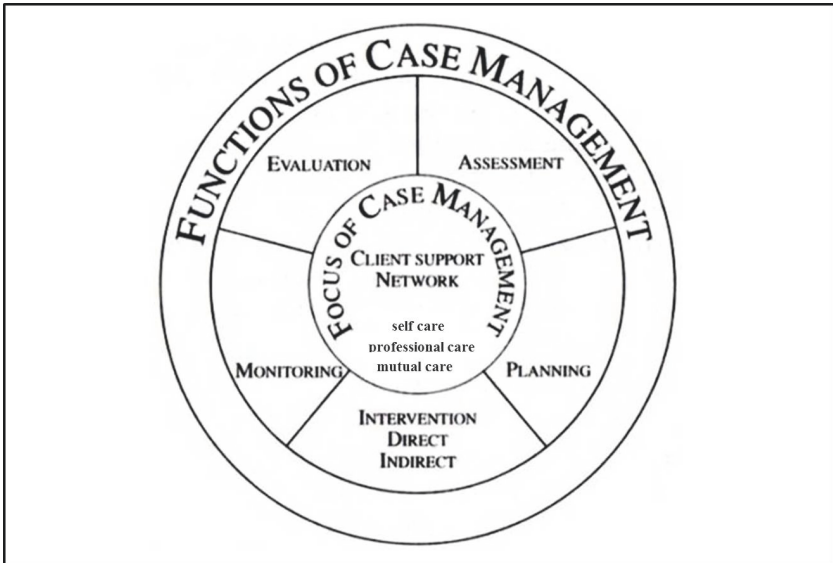 FUNCTIONS OF CASE MANAGEMENT
EVALUATION
ASSESSMENT
FOCUS OF CASE MANAGEMENT
CLIENT SUPPORT
NETWORK
self care
professional care
mutual care
MONITORING
PLANNING
INTERVENTION
DIRECT
INDIRECT